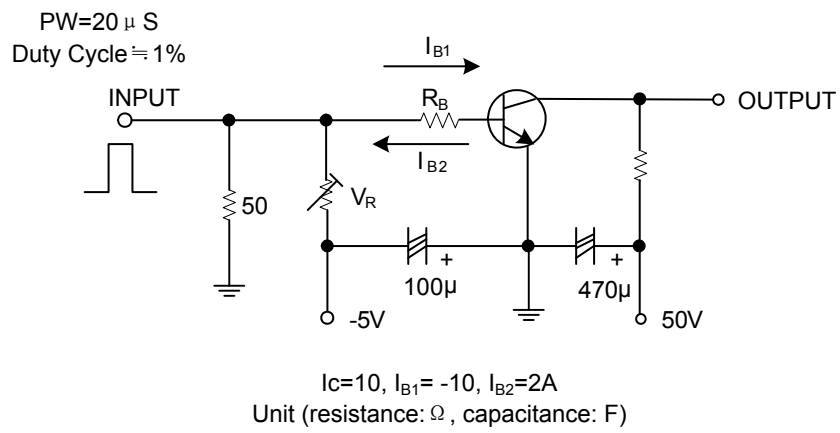 PW=20 μ S
Duty Cycle≒1%
INPUT
I_B1
R_B
I_B2
OUTPUT
50
V_R
+
100μ
+
470μ
-5V
50V
Ic=10, I_B1= -10, I_B2=2A
Unit (resistance: Ω, capacitance: F)